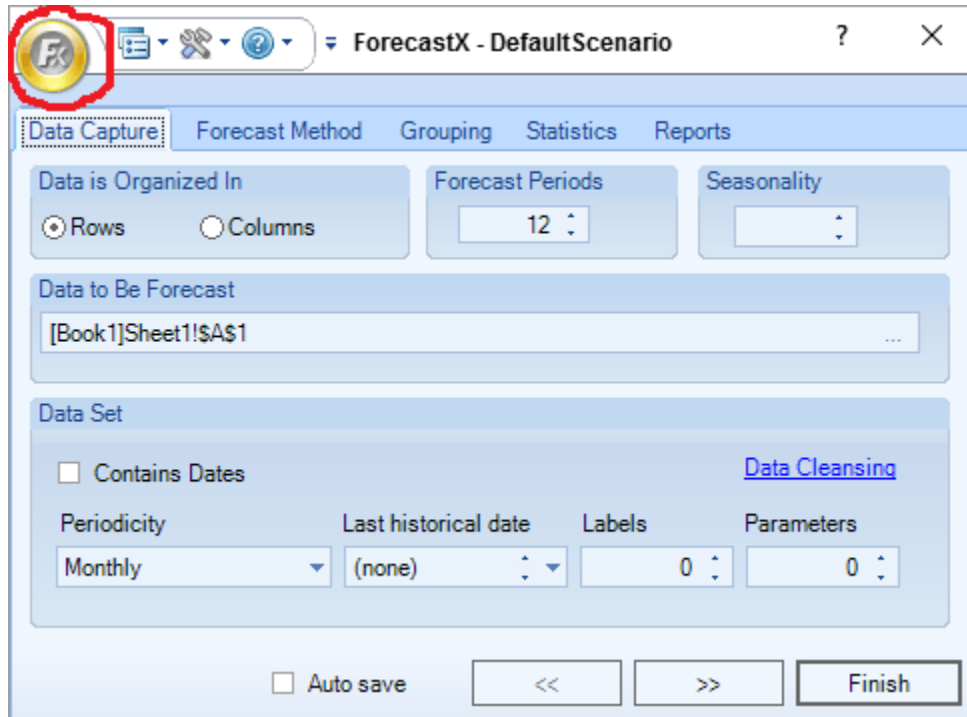 FX
ForecastX - DefaultScenario ?
Data Capture Forecast Method Grouping Statistics Reports
Data is Organized In Forecast Periods Seasonality
Rows Columns 12
Data to Be Forecast
[Book1]Sheet1!$A$1 ...
Data Set
Contains Dates Data Cleansing
Periodicity Last historical date Labels Parameters
Monthly (none) 0 0
Auto save << >> Finish